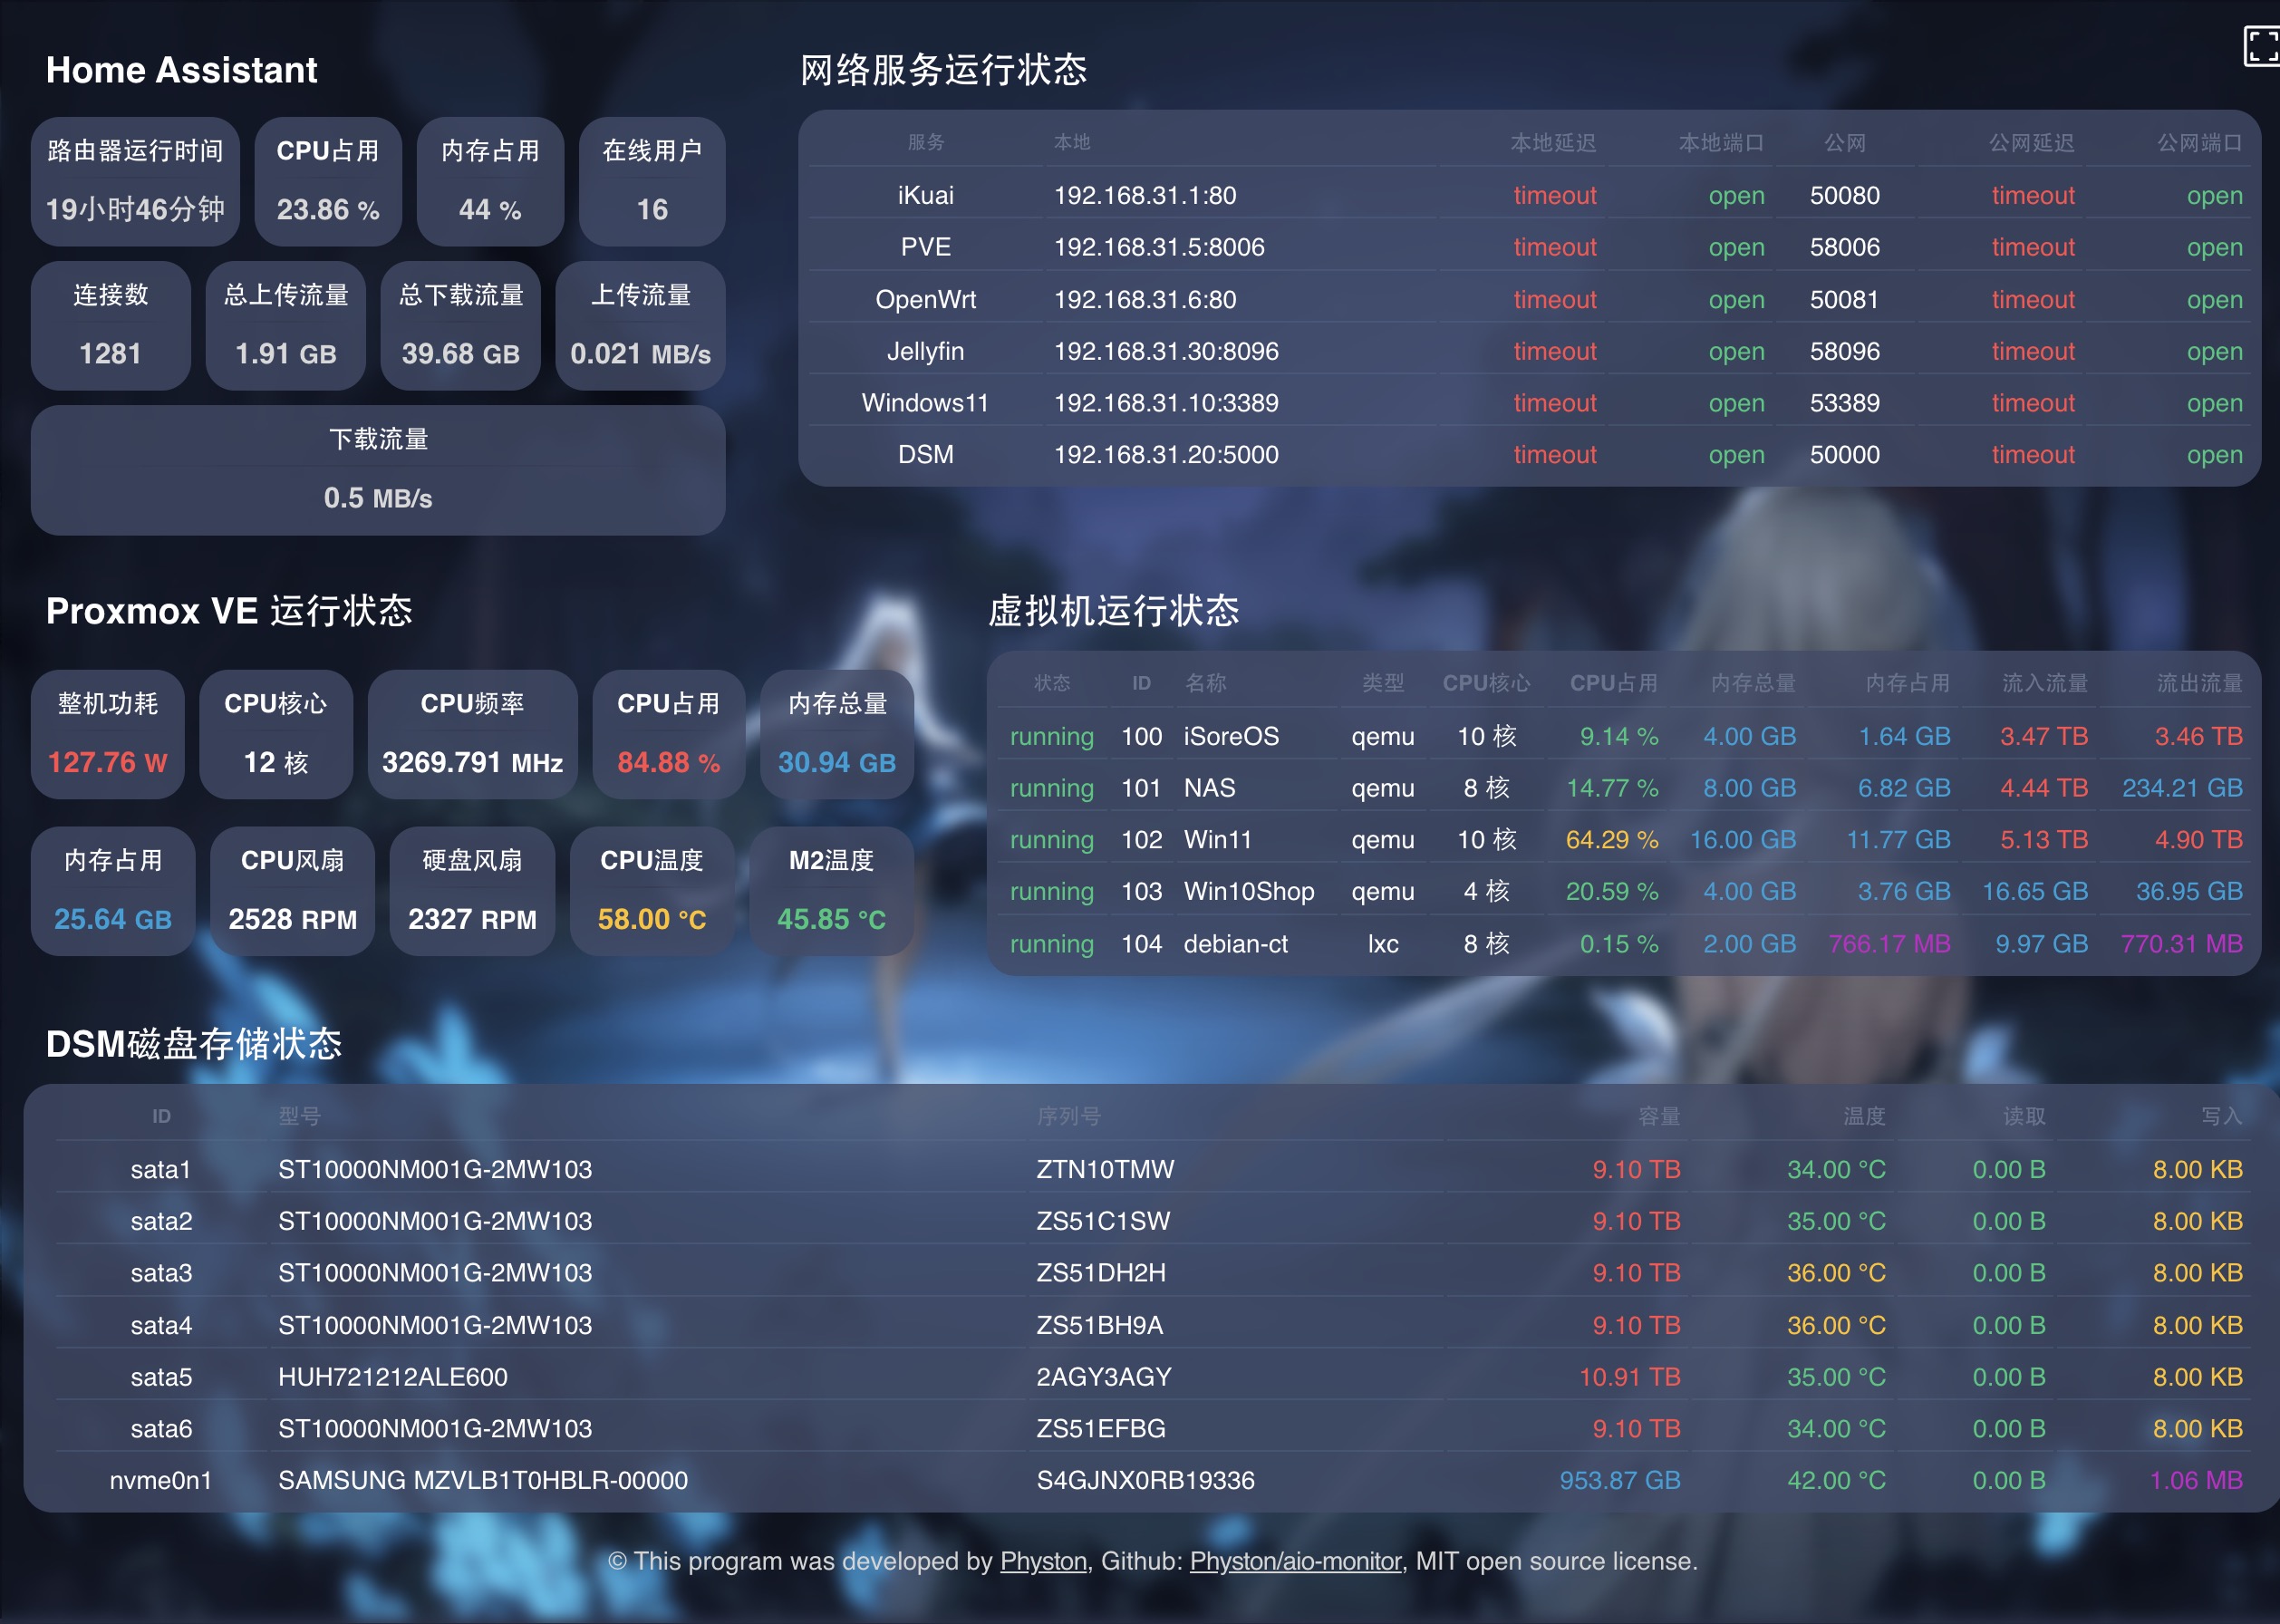 Home Assistant
路由器运行时间 CPU占用 内存占用 在线用户
19小时46分钟 23.86 % 44 % 16
连接数 总上传流量 总下载流量 上传流量
1281 1.91 GB 39.68 GB 0.021 MB/s
下载流量
0.5 MB/s
网络服务运行状态
服务 本地 本地延迟 本地端口 公网 公网延迟 公网端口
iKuai 192.168.31.1:80 timeout open 50080 timeout open
PVE 192.168.31.5:8006 timeout open 58006 timeout open
OpenWrt 192.168.31.6:80 timeout open 50081 timeout open
Jellyfin 192.168.31.30:8096 timeout open 58096 timeout open
Windows11 192.168.31.10:3389 timeout open 53389 timeout open
DSM 192.168.31.20:5000 timeout open 50000 timeout open
Proxmox VE 运行状态
整机功耗 CPU核心 CPU频率 CPU占用 内存总量
127.76 W 12 核 3269.791 MHz 84.88 % 30.94 GB
内存占用 CPU风扇 硬盘风扇 CPU温度 M2温度
25.64 GB 2528 RPM 2327 RPM 58.00 °C 45.85 °C
虚拟机运行状态
状态 ID 名称 类型 CPU核心 CPU占用 内存总量 内存占用 流入流量 流出流量
running 100 iSoreOS qemu 10 核 9.14 % 4.00 GB 1.64 GB 3.47 TB 3.46 TB
running 101 NAS qemu 8 核 14.77 % 8.00 GB 6.82 GB 4.44 TB 234.21 GB
running 102 Win11 qemu 10 核 64.29 % 16.00 GB 11.77 GB 5.13 TB 4.90 TB
running 103 Win10Shop qemu 4 核 20.59 % 4.00 GB 3.76 GB 16.65 GB 36.95 GB
running 104 debian-ct lxc 8 核 0.15 % 2.00 GB 766.17 MB 9.97 GB 770.31 MB
DSM磁盘存储状态
ID 型号 序列号 容量 温度 读取 写入
sata1 ST10000NM001G-2MW103 ZTN10TMW 9.10 TB 34.00 °C 0.00 B 8.00 KB
sata2 ST10000NM001G-2MW103 ZS51C1SW 9.10 TB 35.00 °C 0.00 B 8.00 KB
sata3 ST10000NM001G-2MW103 ZS51DH2H 9.10 TB 36.00 °C 0.00 B 8.00 KB
sata4 ST10000NM001G-2MW103 ZS51BH9A 9.10 TB 36.00 °C 0.00 B 8.00 KB
sata5 HUH721212ALE600 2AGY3AGY 10.91 TB 35.00 °C 0.00 B 8.00 KB
sata6 ST10000NM001G-2MW103 ZS51EFBG 9.10 TB 34.00 °C 0.00 B 8.00 KB
nvme0n1 SAMSUNG MZVLB1T0HBLR-00000 S4GJNX0RB19336 953.87 GB 42.00 °C 0.00 B 1.06 MB
© This program was developed by Physton, Github: Physton/aio-monitor, MIT open source license.